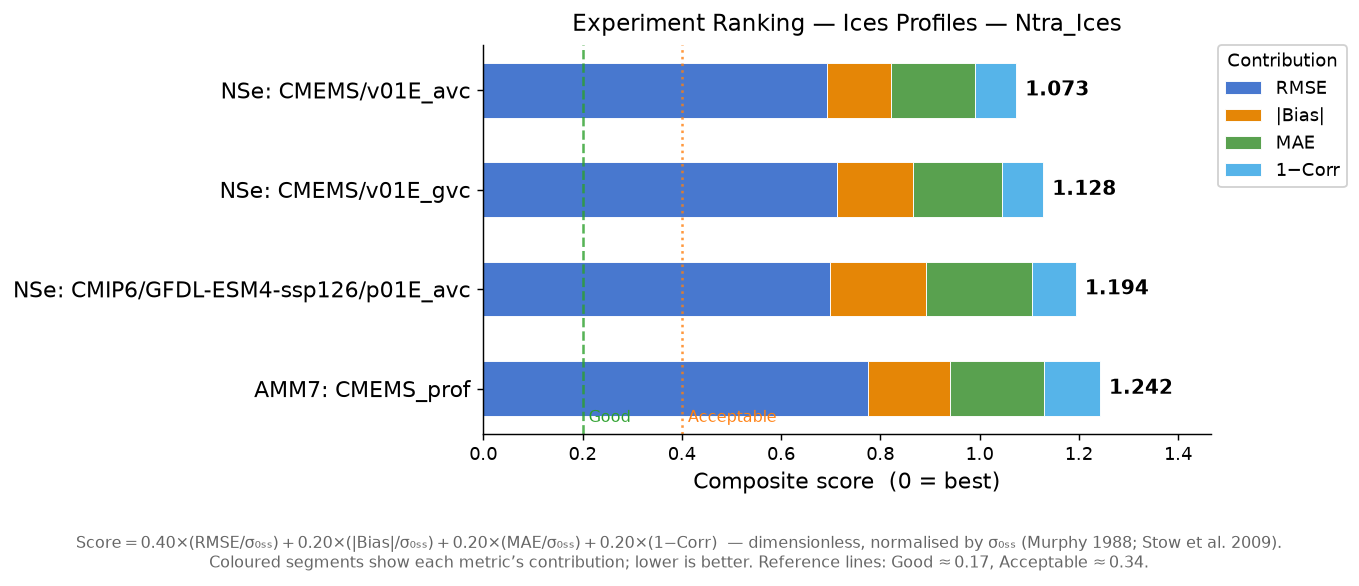 Experiment Ranking — Ices Profiles — Ntra_Ices
Contribution
RMSE
|Bias|
MAE
1−Corr
NSe: CMEMS/v01E_avc
1.073
NSe: CMEMS/v01E_gvc
1.128
NSe: CMIP6/GFDL-ESM4-ssp126/p01E_avc
1.194
AMM7: CMEMS_prof
1.242
Good
Acceptable
0.0 0.2 0.4 0.6 0.8 1.0 1.2 1.4
Composite score (0 = best)
Score = 0.40×(RMSE/σ₀ₛₛ) + 0.20×(|Bias|/σ₀ₛₛ) + 0.20×(MAE/σ₀ₛₛ) + 0.20×(1−Corr) — dimensionless, normalised by σ₀ₛₛ (Murphy 1988; Stow et al. 2009).
Coloured segments show each metric’s contribution; lower is better. Reference lines: Good ≈ 0.17, Acceptable ≈ 0.34.